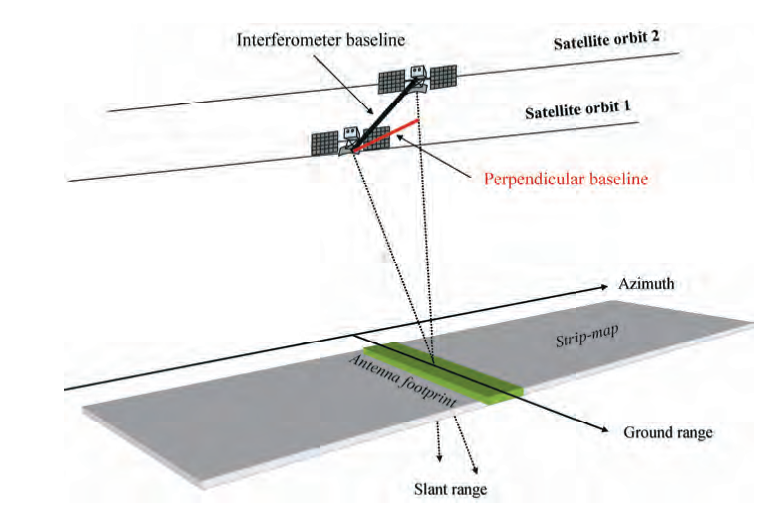 Interferometer baseline
Satellite orbit 2
Satellite orbit 1
Perpendicular baseline
Azimuth
Strip-map
Antenna footprint
Ground range
Slant range